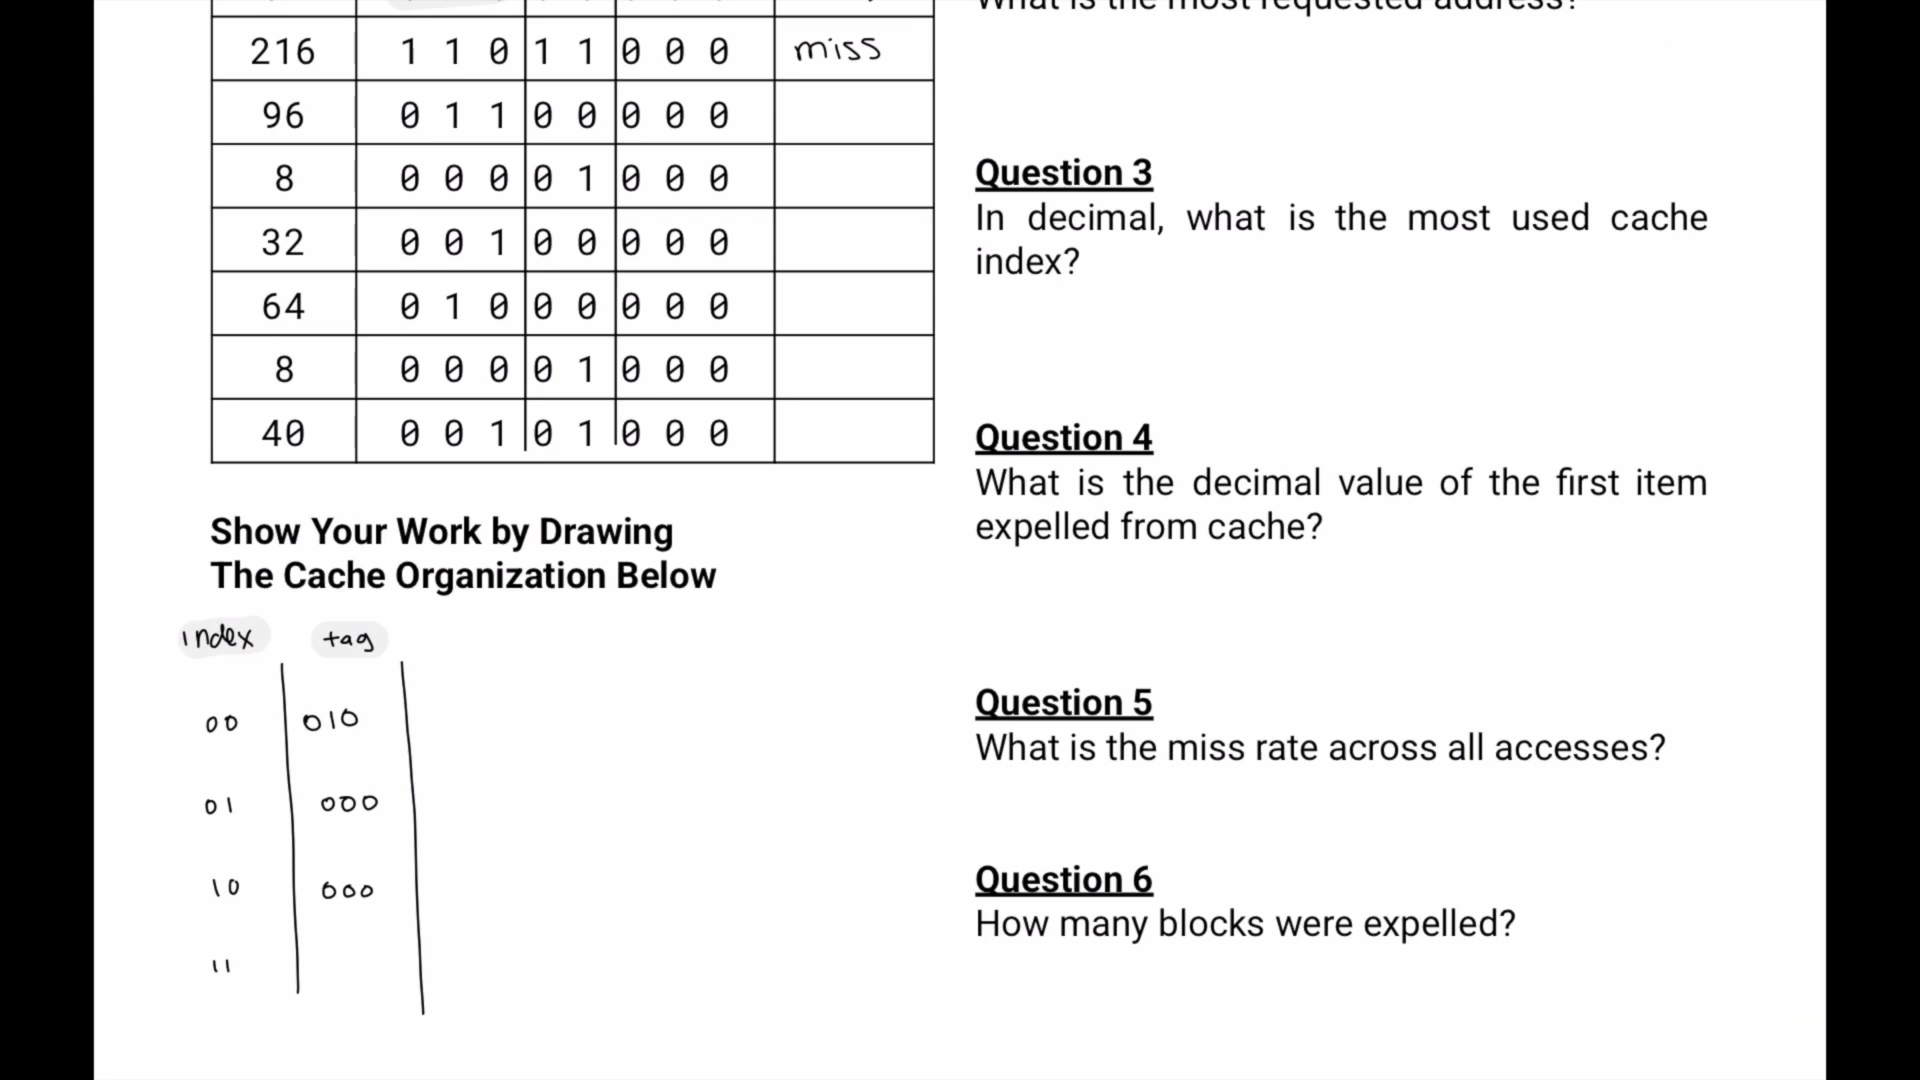 What is the most requested address?
216 1 1 0 1 1 0 0 0 miss
96 0 1 1 0 0 0 0 0
8 0 0 0 0 1 0 0 0
32 0 0 1 0 0 0 0 0
64 0 1 0 0 0 0 0 0
8 0 0 0 0 1 0 0 0
40 0 0 1 0 1 0 0 0
Show Your Work by Drawing
The Cache Organization Below
index tag
00 010
01 000
10 000
11
Question 3
In decimal, what is the most used cache
index?
Question 4
What is the decimal value of the first item
expelled from cache?
Question 5
What is the miss rate across all accesses?
Question 6
How many blocks were expelled?